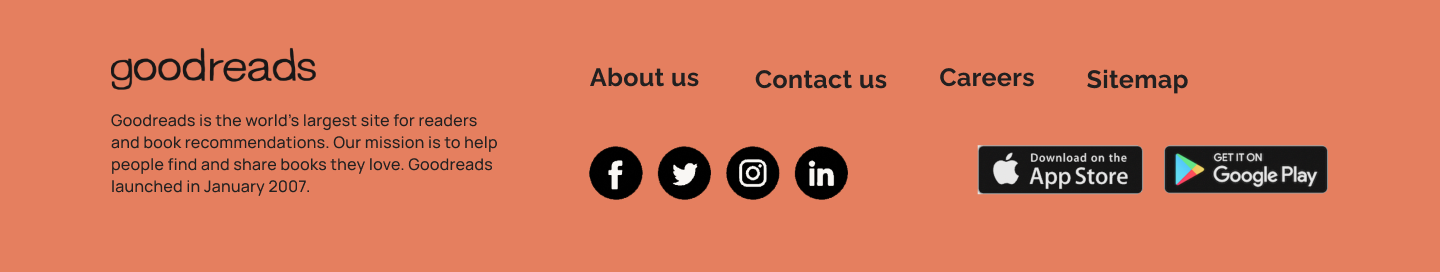 goodreads
Goodreads is the world's largest site for readers
and book recommendations. Our mission is to help
people find and share books they love. Goodreads
launched in January 2007.
About us Contact us Careers Sitemap
f in
Download on the
App Store
GET IT ON
Google Play